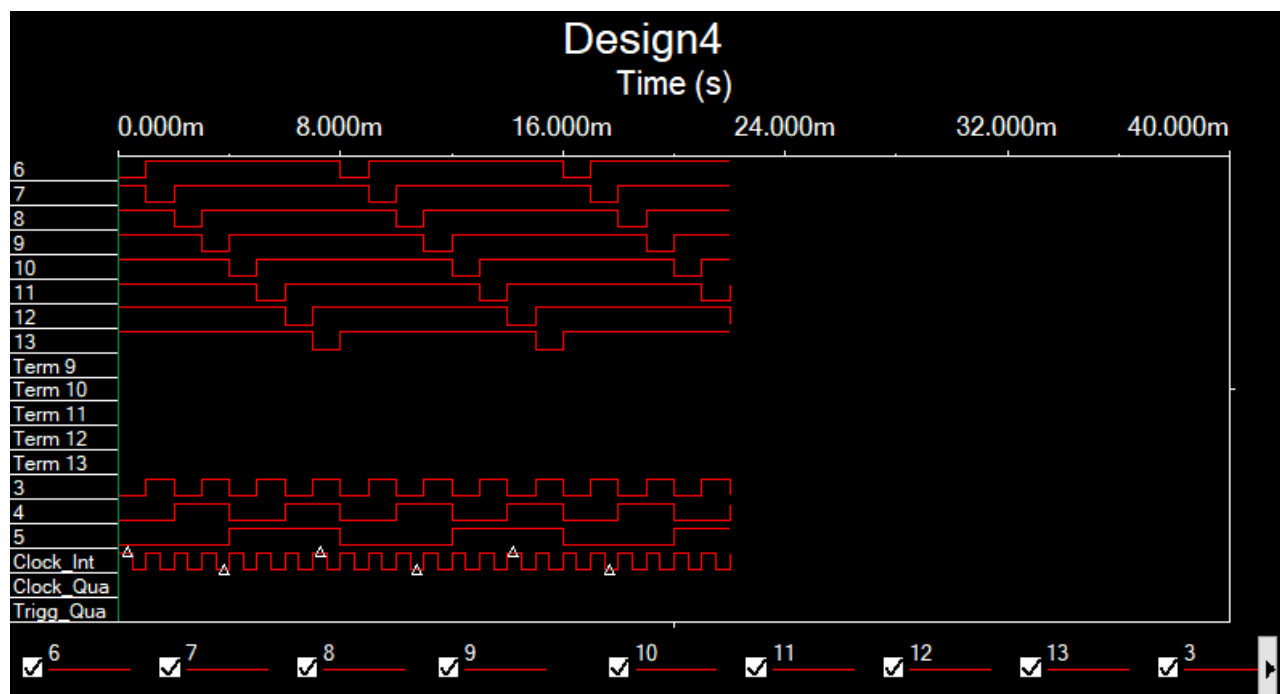 Design4
Time (s)
0.000m 8.000m 16.000m 24.000m 32.000m 40.000m
6
7
8
9
10
11
12
13
Term 9
Term 10
Term 11
Term 12
Term 13
3
4
5
Clock_Int
Clock_Qua
Trigg_Qua
6 7 8 9 10 11 12 13 3